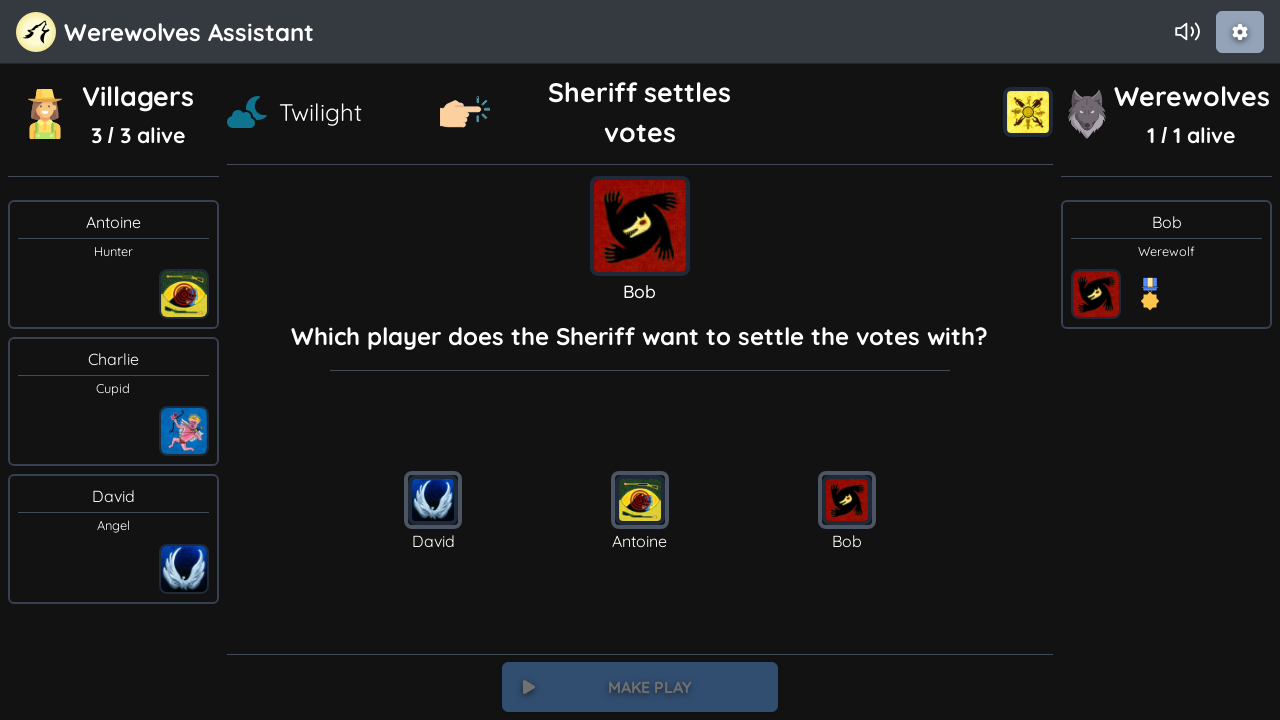 Werewolves Assistant
Villagers
3 / 3 alive
Twilight
Sheriff settles
votes
Werewolves
1 / 1 alive
Antoine
Hunter
Charlie
Cupid
David
Angel
Bob
Which player does the Sheriff want to settle the votes with?
David
Antoine
Bob
MAKE PLAY
Bob
Werewolf